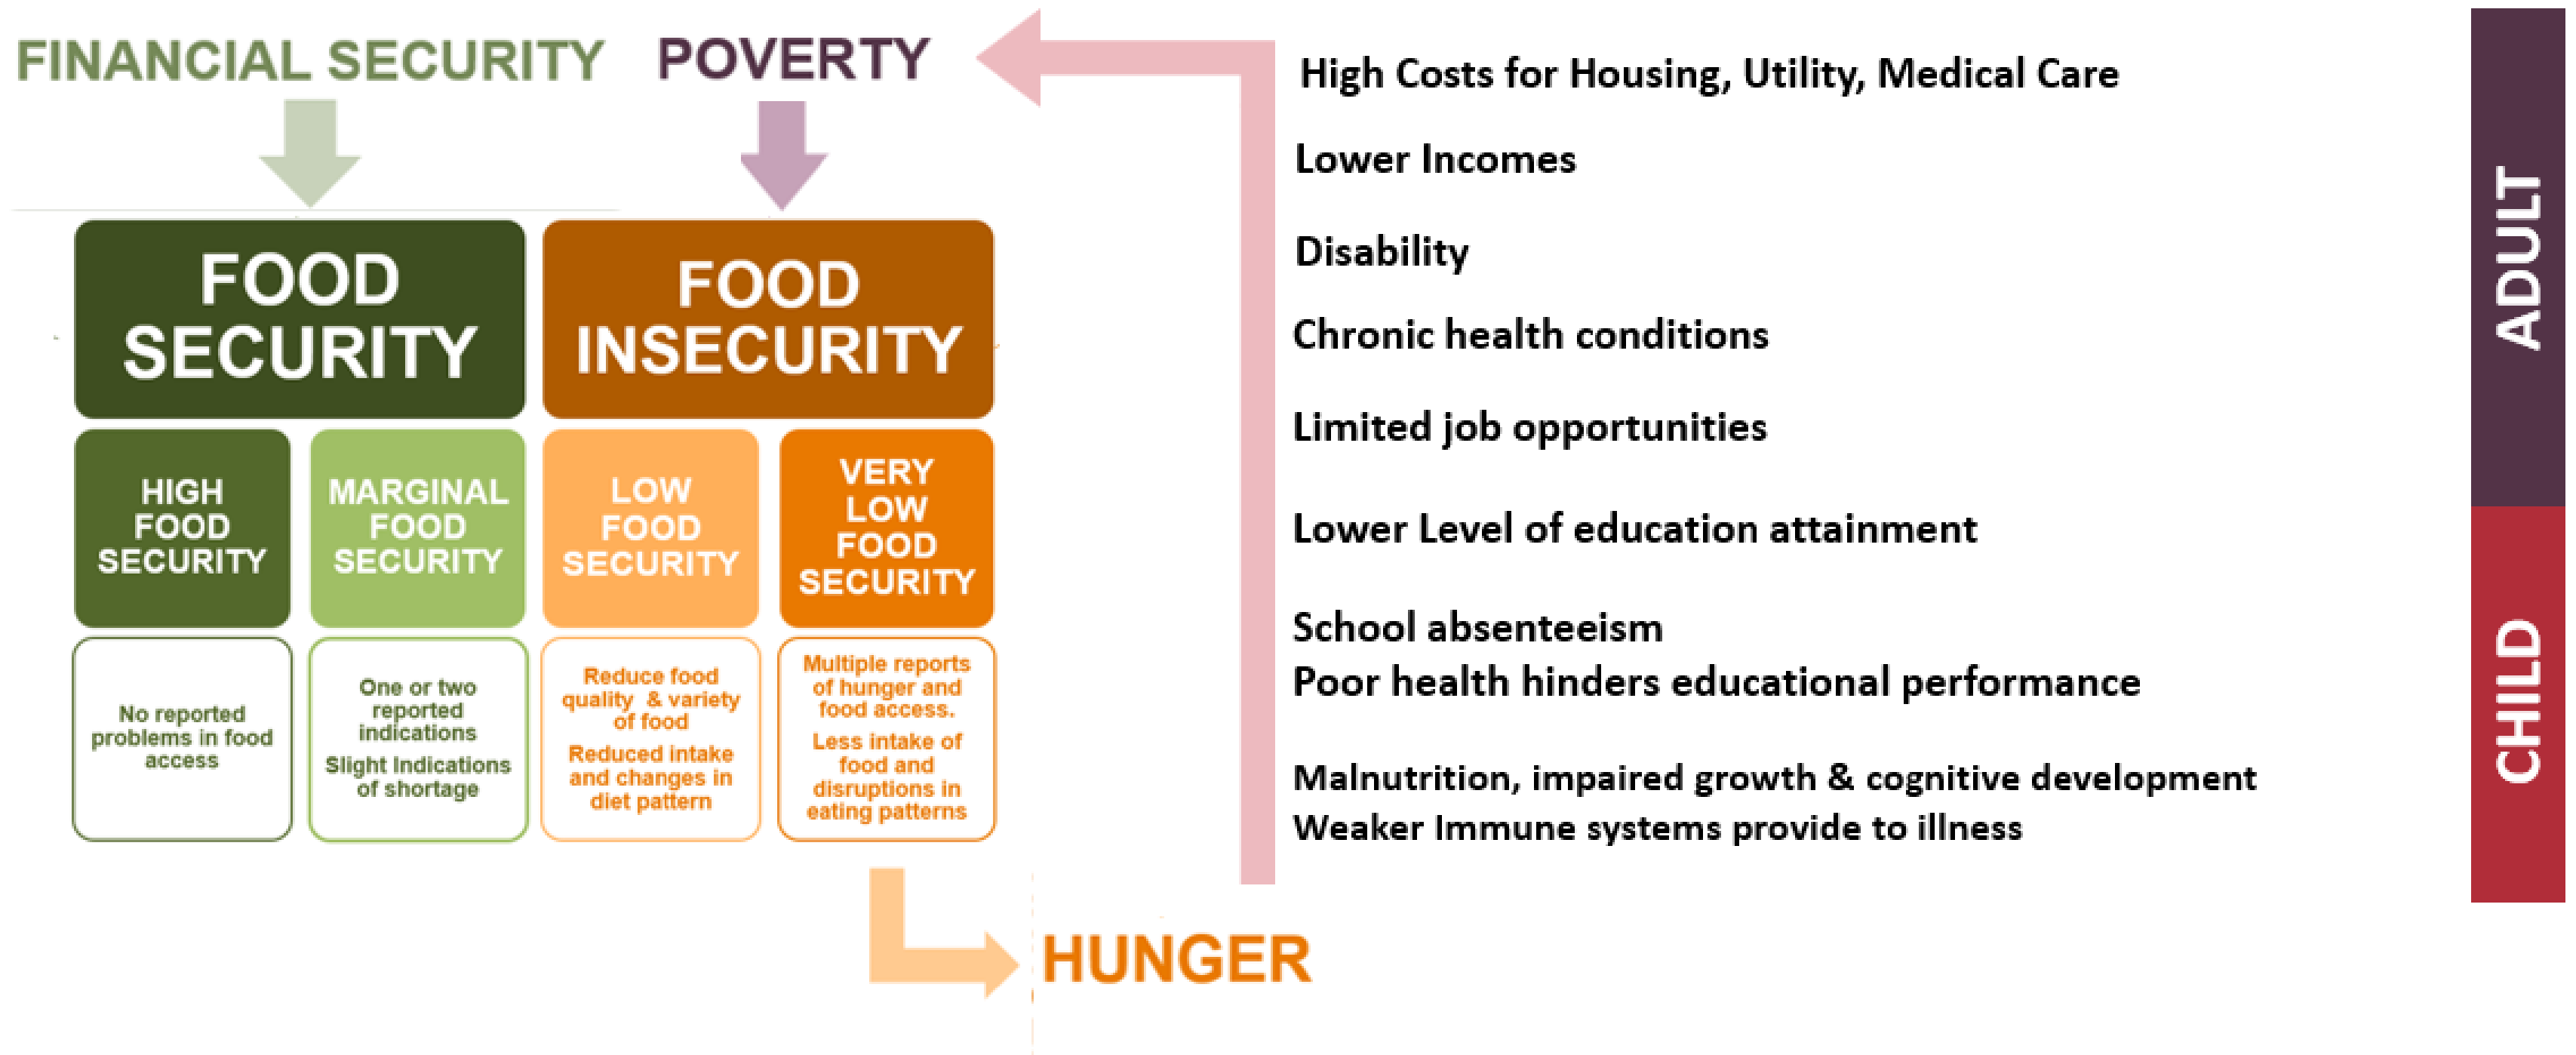 FINANCIAL SECURITY
POVERTY
FOOD
SECURITY
FOOD
INSECURITY
HIGH
FOOD
SECURITY
MARGINAL
FOOD
SECURITY
LOW
FOOD
SECURITY
VERY
LOW
FOOD
SECURITY
No reported
problems in food
access
One or two
reported
indications
Slight Indications
of shortage
Reduce food
quality & variety
of food
Reduced intake
and changes in
diet pattern
Multiple reports
of hunger and
food access.
Less intake of
food and
disruptions in
eating patterns
HUNGER
High Costs for Housing, Utility, Medical Care
Lower Incomes
Disability
Chronic health conditions
Limited job opportunities
Lower Level of education attainment
School absenteeism
Poor health hinders educational performance
Malnutrition, impaired growth & cognitive development
Weaker Immune systems provide to illness
ADULT
CHILD